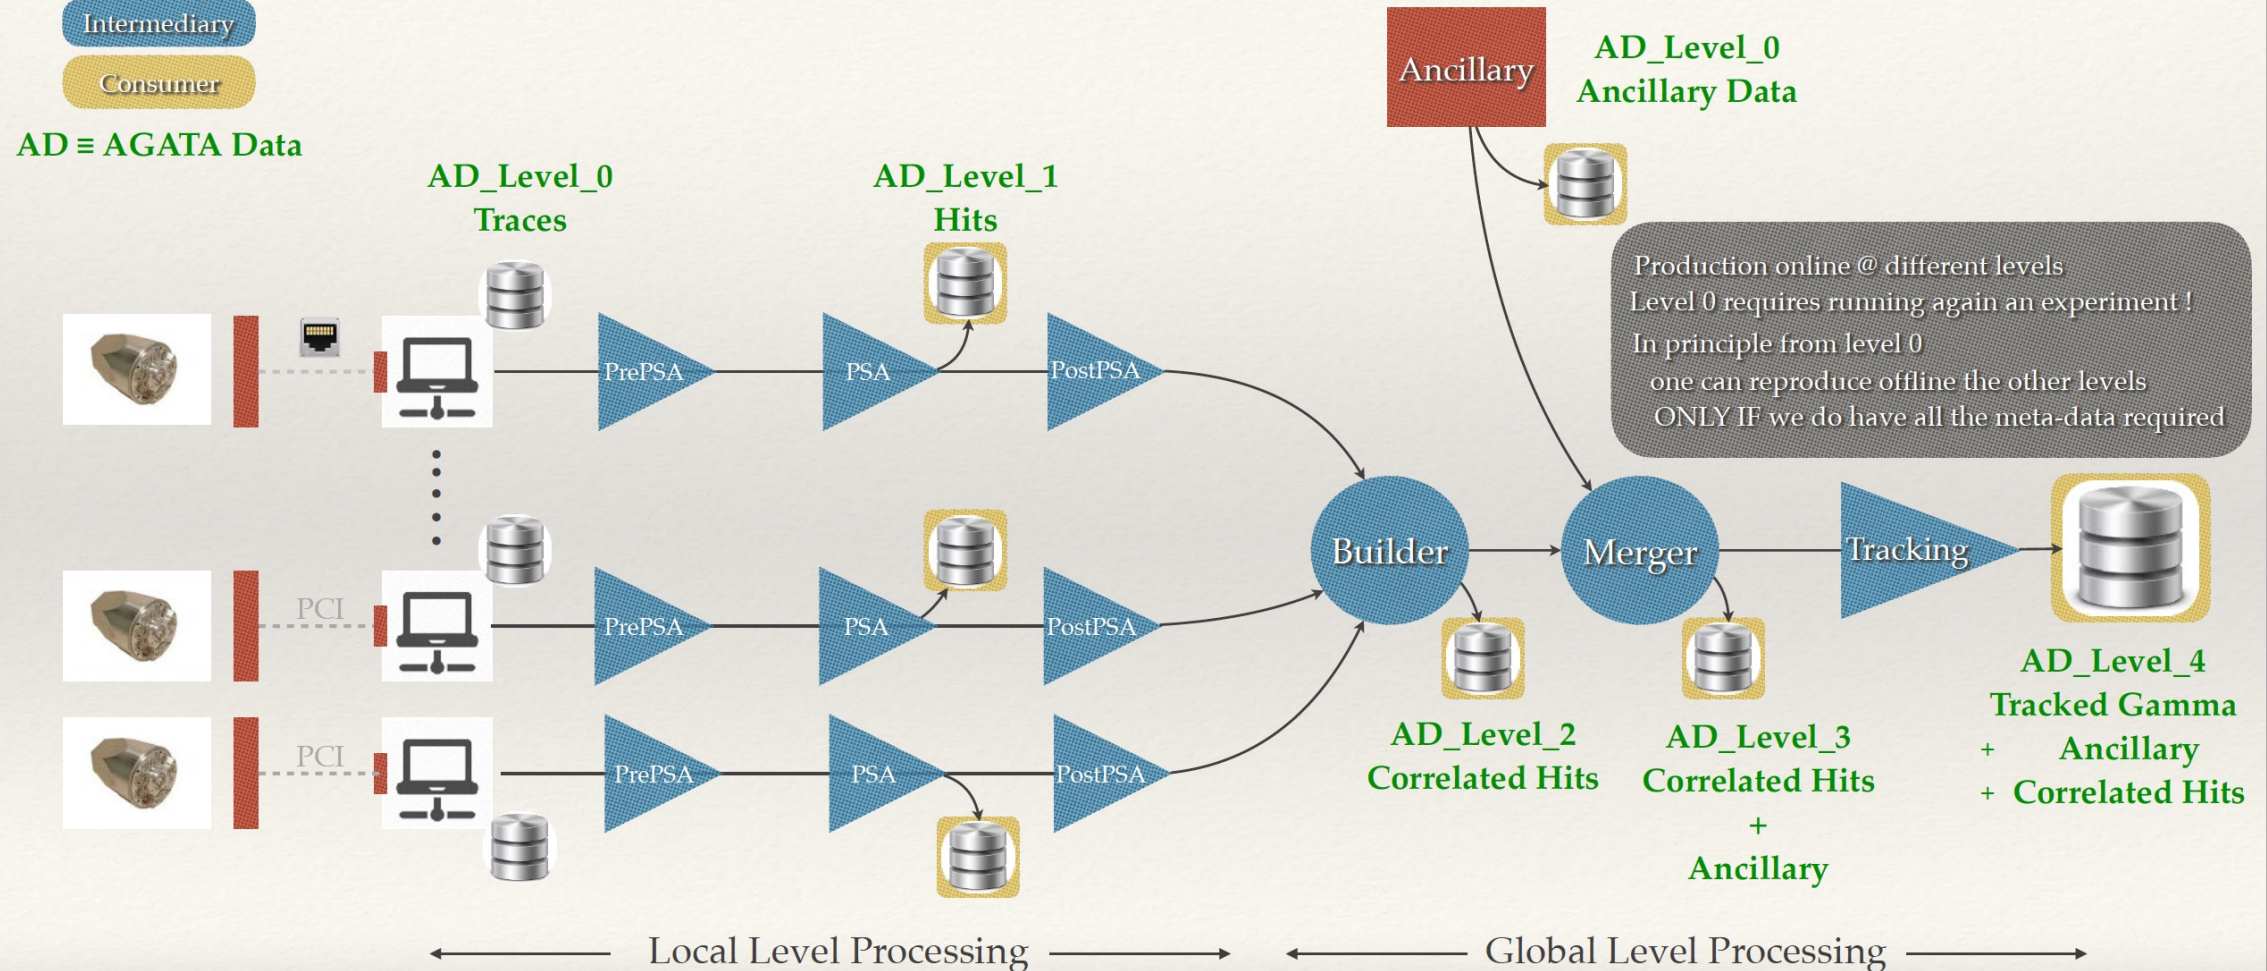 Intermediary
Consumer
AD ≡ AGATA Data
AD_Level_0
Traces
AD_Level_1
Hits
Ancillary
AD_Level_0
Ancillary Data
Production online @ different levels
Level 0 requires running again an experiment !
In principle from level 0
one can reproduce offline the other levels
ONLY IF we do have all the meta-data required
PrePSA
PSA
PostPSA
PCI
PrePSA
PSA
PostPSA
PCI
PrePSA
PSA
PostPSA
Builder
Merger
Tracking
AD_Level_2
Correlated Hits
AD_Level_3
Correlated Hits
+
Ancillary
AD_Level_4
Tracked Gamma
+ Ancillary
+ Correlated Hits
Local Level Processing
Global Level Processing